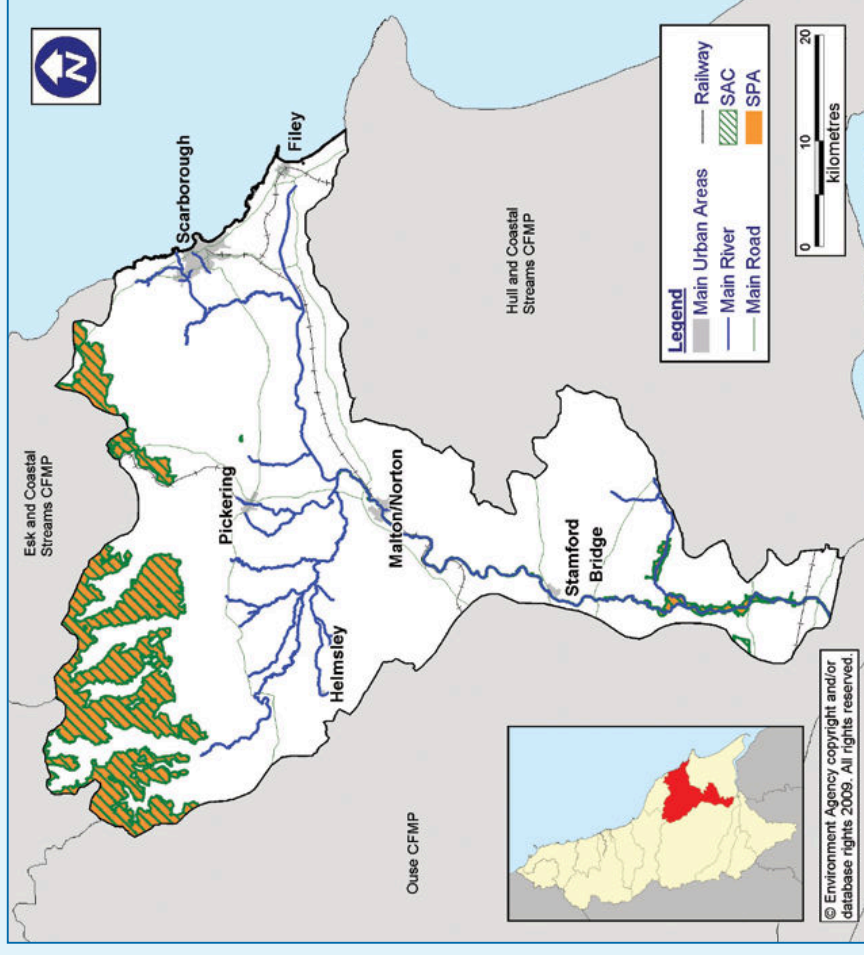 N
Scarborough
Filey
Esk and Coastal
Streams CFMP
Pickering
Malton/Norton
Helmsley
Stamford
Bridge
Hull and Coastal
Streams CFMP
Ouse CFMP
Legend
Main Urban Areas
Main River
Main Road
Railway
SAC
SPA
0 10 20
kilometres
© Environment Agency copyright and/or
database rights 2009. All rights reserved.